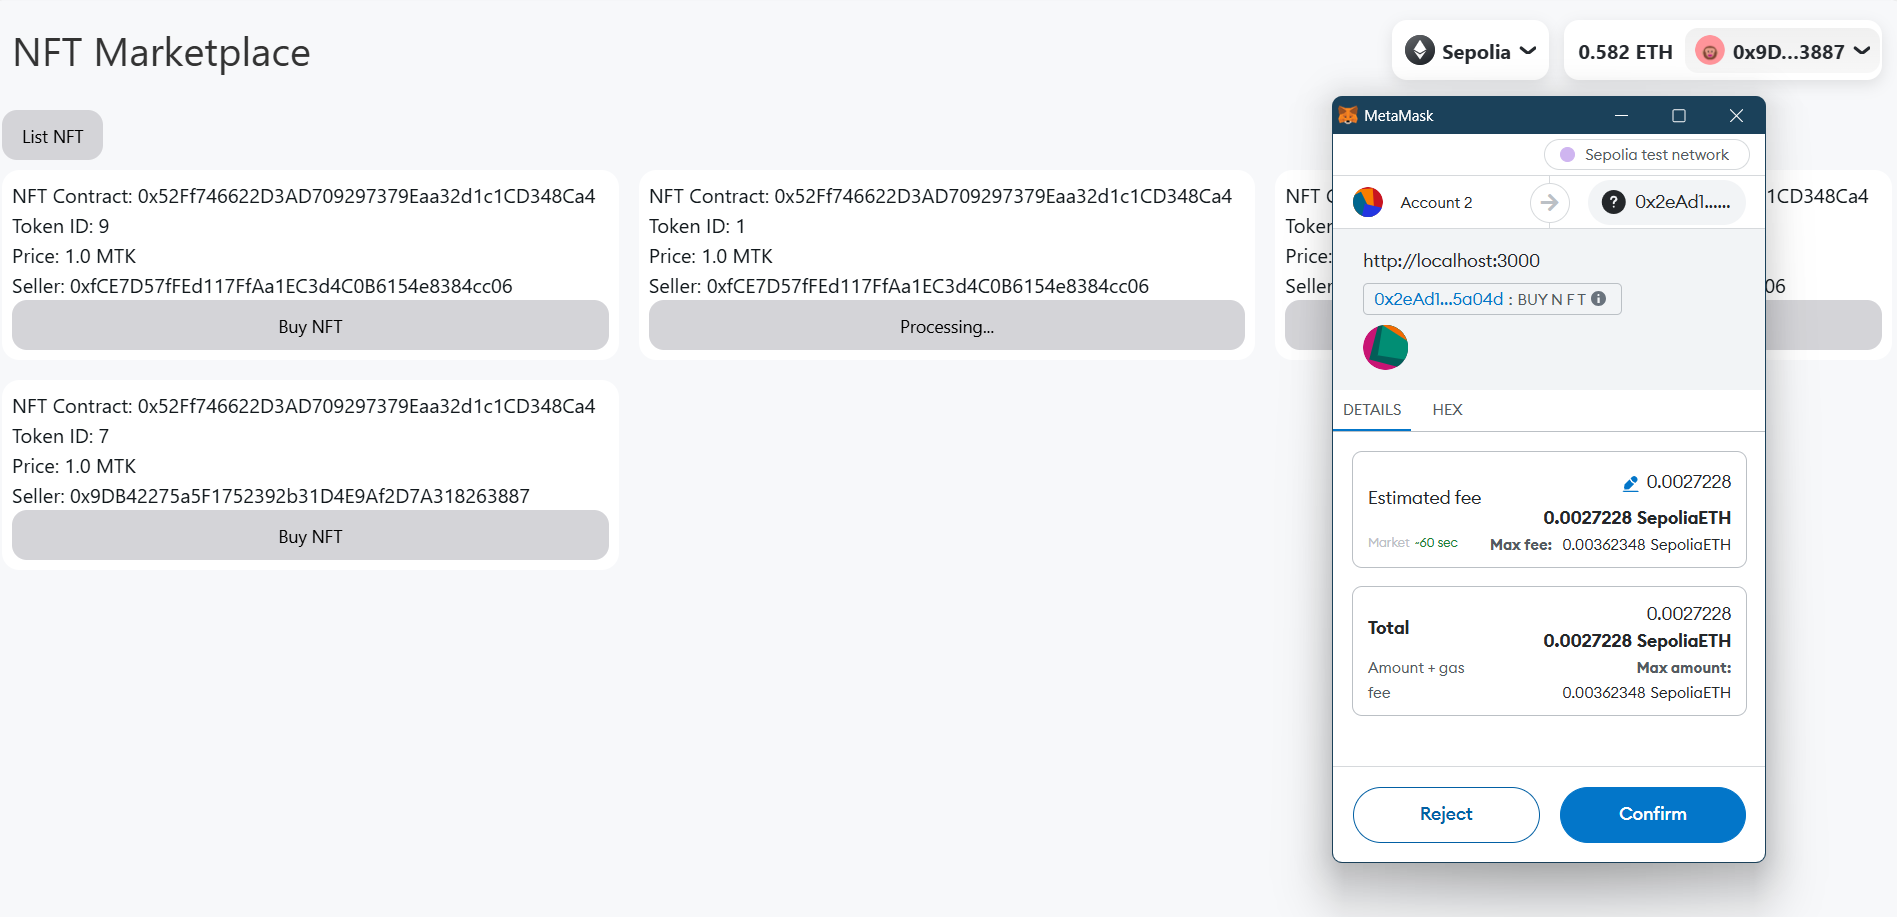 NFT Marketplace
Sepolia
0.582 ETH
0x9D...3887
List NFT
NFT Contract: 0x52Ff746622D3AD709297379Eaa32d1c1CD348Ca4
Token ID: 9
Price: 1.0 MTK
Seller: 0xfCE7D57fFEd117FfAa1EC3d4C0B6154e8384cc06
Buy NFT
NFT Contract: 0x52Ff746622D3AD709297379Eaa32d1c1CD348Ca4
Token ID: 1
Price: 1.0 MTK
Seller: 0xfCE7D57fFEd117FfAa1EC3d4C0B6154e8384cc06
Processing...
NFT
1CD348Ca4
Token
Price:
Seller
06
NFT Contract: 0x52Ff746622D3AD709297379Eaa32d1c1CD348Ca4
Token ID: 7
Price: 1.0 MTK
Seller: 0x9DB42275a5F1752392b31D4E9Af2D7A318263887
Buy NFT
MetaMask
Sepolia test network
Account 2
0x2eAd1......
http://localhost:3000
0x2eAd1...5a04d : BUY N F T
DETAILS
HEX
Estimated fee
0.0027228
0.0027228 SepoliaETH
Market ~60 sec
Max fee: 0.00362348 SepoliaETH
Total
0.0027228
0.0027228 SepoliaETH
Amount + gas
fee
Max amount:
0.00362348 SepoliaETH
Reject
Confirm